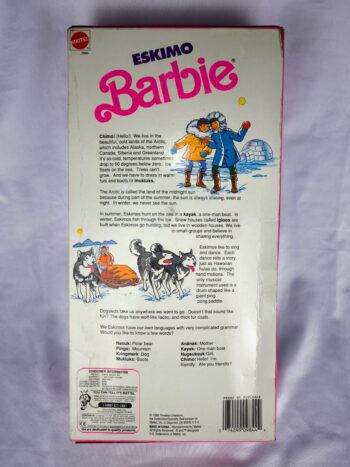 MATTEL
ESKIMO
Barbie®
Chimo! (Hello!) We live in the
beautiful, cold lands of the Arctic,
which includes Alaska, northern
Canada, Siberia and Greenland.
It's so cold, temperatures sometimes
drop to 60 degrees below zero. Ice
floats on the sea. Trees can't
grow. And we have to dress in warm
furs and boots or mukluks.
The Arctic is called the land of the midnight sun
because during part of the summer, the sun is always shining, even at
night. In winter, we never see the sun.
In summer, Eskimos hunt on the sea in a kayak, a one-man boat. In
winter, Eskimos fish through the ice. Snow houses called igloos are
built when Eskimos go hunting, but we live in wooden houses. We live
in small groups and believe in
sharing everything.
Eskimos like to sing
and dance. Each
dance tells a story,
just as Hawaiian
hulas do, through
hand motions. The
only musical
instrument used is a
drum shaped like a
giant ping
pong paddle.
Dogsleds take us anywhere we want to go. Doesn't that sound like
fun? The dogs have wolf-like faces, and thick fur coats.
We Eskimos have our own languages with very complicated grammar.
Would you like to know a few words?
Nanuk: Polar bear
Pingo: Mountain
Kringmerk: Dog
Mukluks: Boots
Ananak: Mother
Kayak: One-man boat
Hugaukauk: Girl
Chimo: Hello! I'm
friendly. Are you friendly?
CONSUMER INFORMATION
YOU CAN TELL IT'S MATTEL